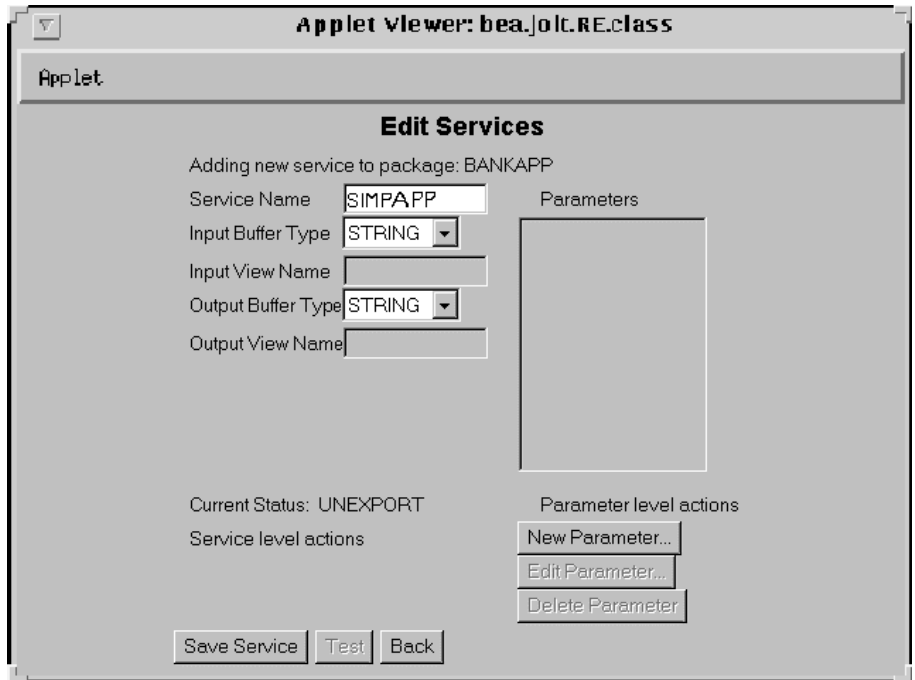 Applet Viewer: bea.jolt.RE.class
Applet
Edit Services
Adding new service to package: BANKAPP
Service Name SIMPAPP Parameters
Input Buffer Type STRING
Input View Name
Output Buffer Type STRING
Output View Name
Current Status: UNEXPORT Parameter level actions
Service level actions New Parameter...
Edit Parameter...
Delete Parameter
Save Service Test Back